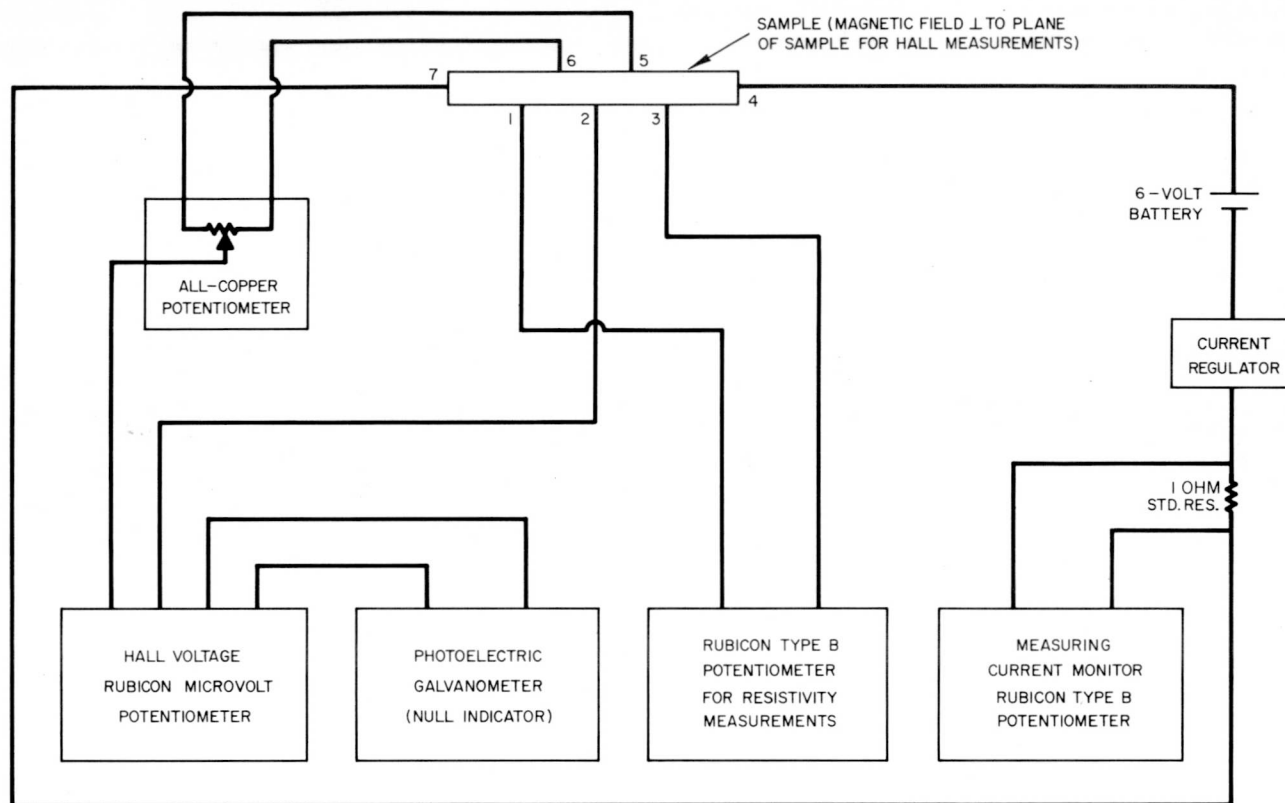 SAMPLE (MAGNETIC FIELD ⊥ TO PLANE
OF SAMPLE FOR HALL MEASUREMENTS)
6
5
7
4
1
2
3
6-VOLT
BATTERY
ALL-COPPER
POTENTIOMETER
CURRENT
REGULATOR
1 OHM
STD. RES.
HALL VOLTAGE
RUBICON MICROVOLT
POTENTIOMETER
PHOTOELECTRIC
GALVANOMETER
(NULL INDICATOR)
RUBICON TYPE B
POTENTIOMETER
FOR RESISTIVITY
MEASUREMENTS
MEASURING
CURRENT MONITOR
RUBICON TYPE B
POTENTIOMETER